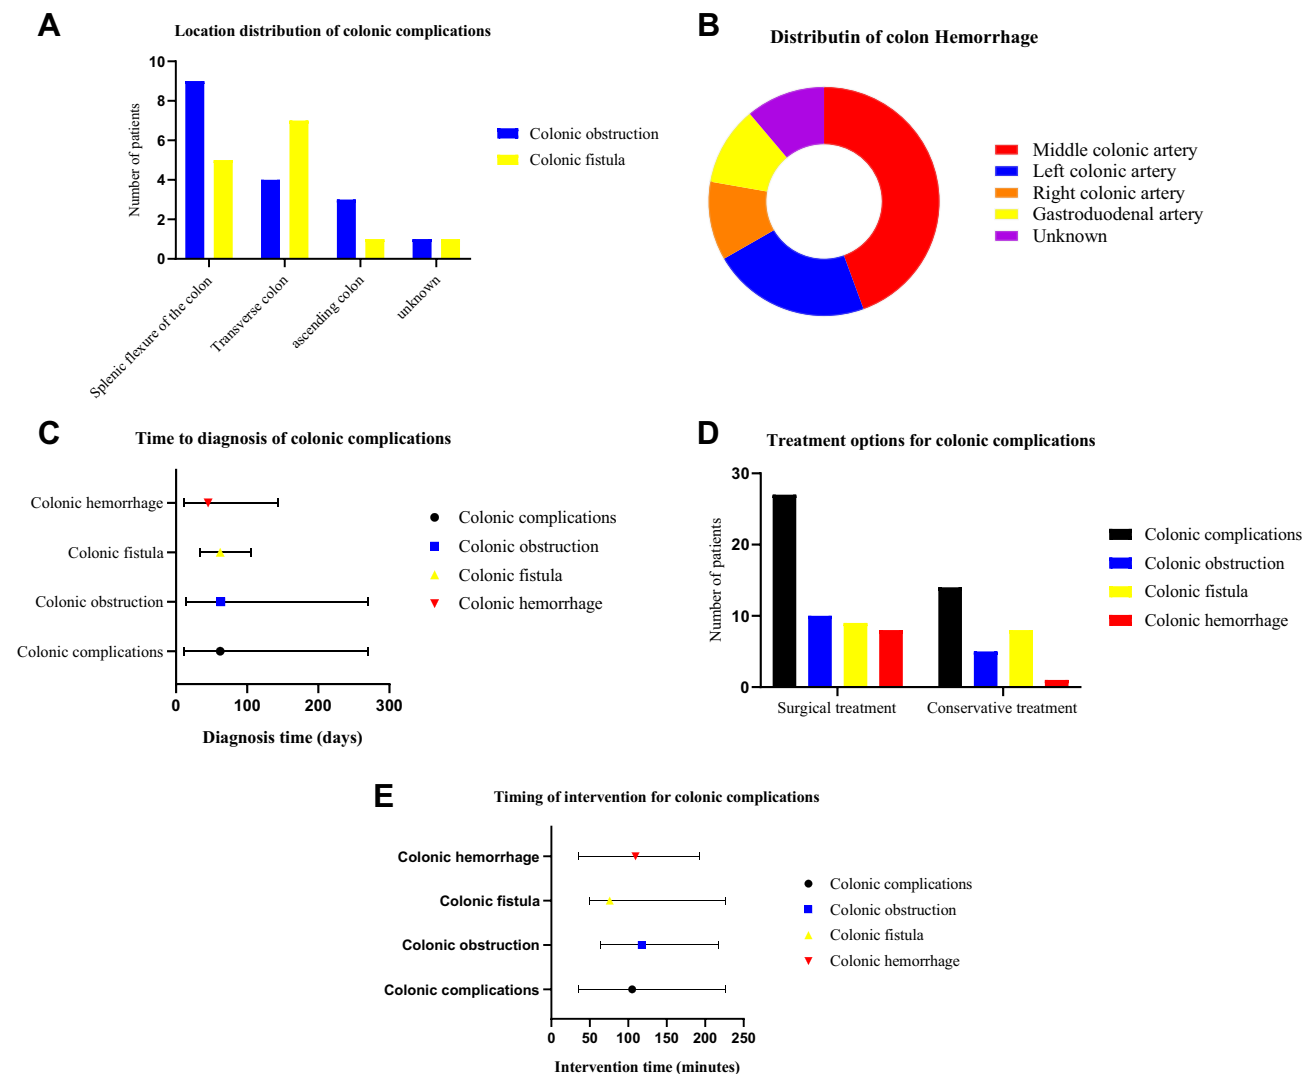 A
Location distribution of colonic complications
Number of patients
10
8
6
4
2
0
Splenic flexure of the colon
Transverse colon
ascending colon
unknown
Colonic obstruction
Colonic fistula
B
Distributin of colon Hemorrhage
Middle colonic artery
Left colonic artery
Right colonic artery
Gastroduodenal artery
Unknown
C
Time to diagnosis of colonic complications
Colonic hemorrhage
Colonic fistula
Colonic obstruction
Colonic complications
0 100 200 300
Diagnosis time (days)
Colonic complications
Colonic obstruction
Colonic fistula
Colonic hemorrhage
D
Treatment options for colonic complications
Number of patients
30
20
10
0
Surgical treatment
Conservative treatment
Colonic complications
Colonic obstruction
Colonic fistula
Colonic hemorrhage
E
Timing of intervention for colonic complications
Colonic hemorrhage
Colonic fistula
Colonic obstruction
Colonic complications
0 50 100 150 200 250
Intervention time (minutes)
Colonic complications
Colonic obstruction
Colonic fistula
Colonic hemorrhage